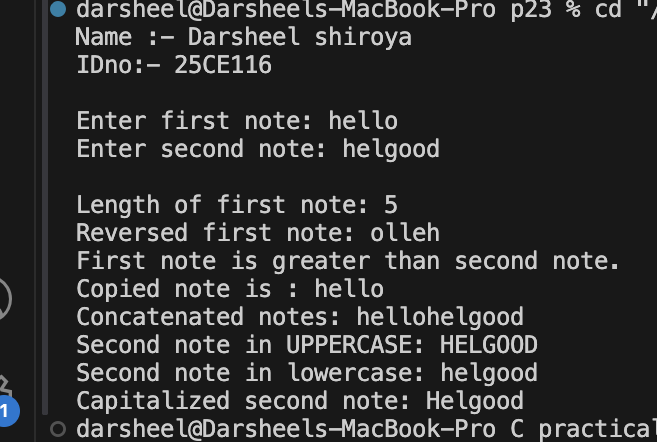 darsheel@Darsheels-MacBook-Pro p23 % cd "/
Name :- Darsheel shiroya
IDno:- 25CE116
Enter first note: hello
Enter second note: helgood
Length of first note: 5
Reversed first note: olleh
First note is greater than second note.
Copied note is : hello
Concatenated notes: hellohelgood
Second note in UPPERCASE: HELGOOD
Second note in lowercase: helgood
Capitalized second note: Helgood
1
darsheel@Darsheels-MacBook-Pro C practical